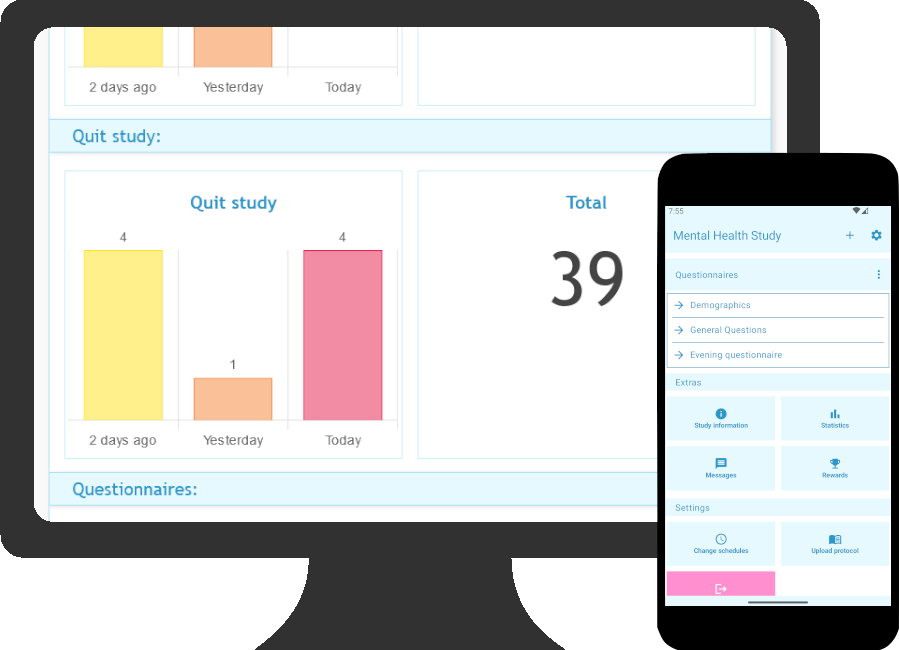 2 days ago Yesterday Today
Quit study:
Quit study
4 1 4
2 days ago Yesterday Today
Total
39
Questionnaires:
7:55
Mental Health Study
Questionnaires
Demographics
General Questions
Evening questionnaire
Extras
Study information Statistics
Messages Rewards
Settings
Change schedules Upload protocol